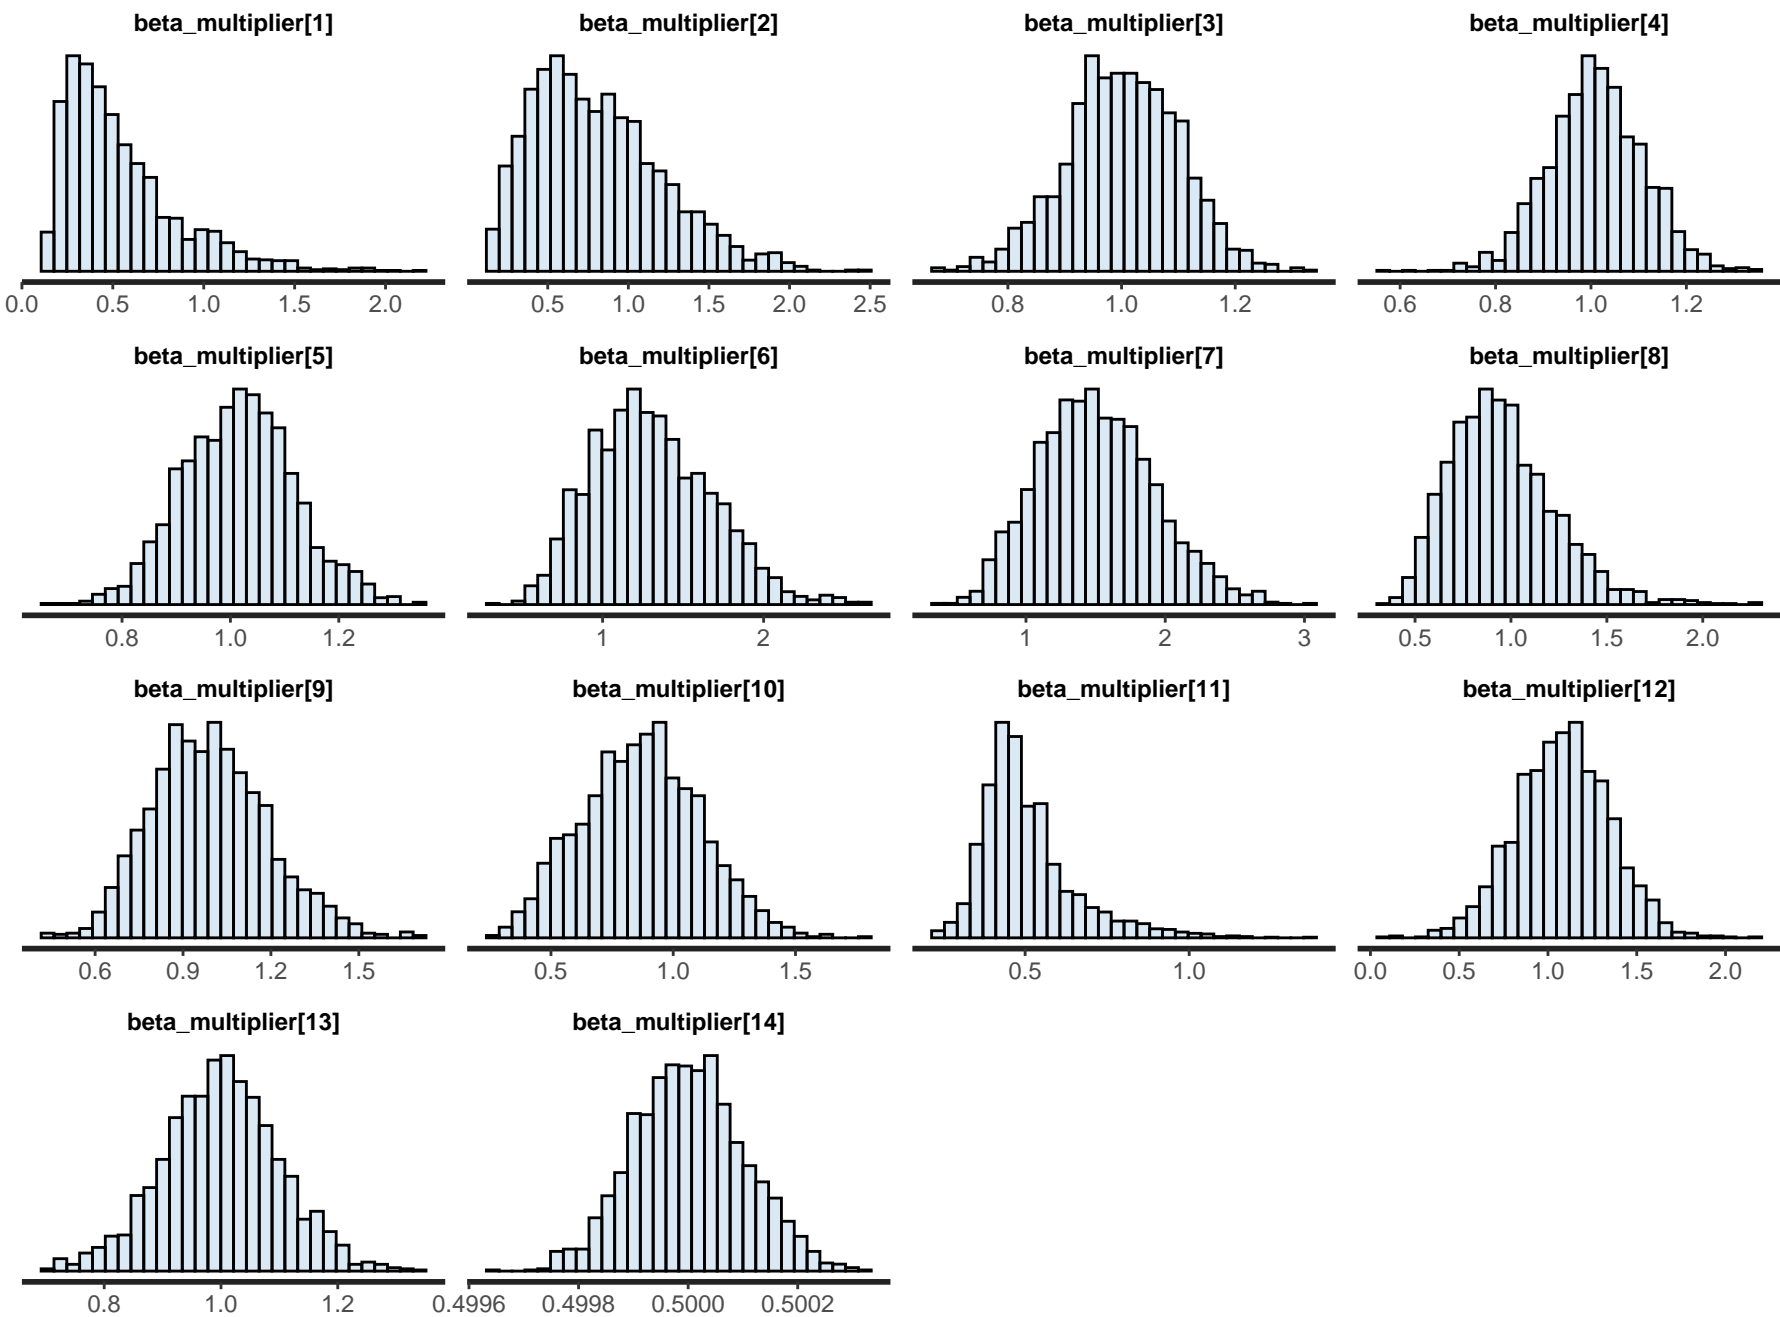 beta_multiplier[1] beta_multiplier[2] beta_multiplier[3] beta_multiplier[4]
0.0 0.5 1.0 1.5 2.0 0.5 1.0 1.5 2.0 2.5 0.8 1.0 1.2 0.6 0.8 1.0 1.2
beta_multiplier[5] beta_multiplier[6] beta_multiplier[7] beta_multiplier[8]
0.8 1.0 1.2 1 2 1 2 3 0.5 1.0 1.5 2.0
beta_multiplier[9] beta_multiplier[10] beta_multiplier[11] beta_multiplier[12]
0.6 0.9 1.2 1.5 0.5 1.0 1.5 0.5 1.0 0.0 0.5 1.0 1.5 2.0
beta_multiplier[13] beta_multiplier[14]
0.8 1.0 1.2 0.4996 0.4998 0.5000 0.5002